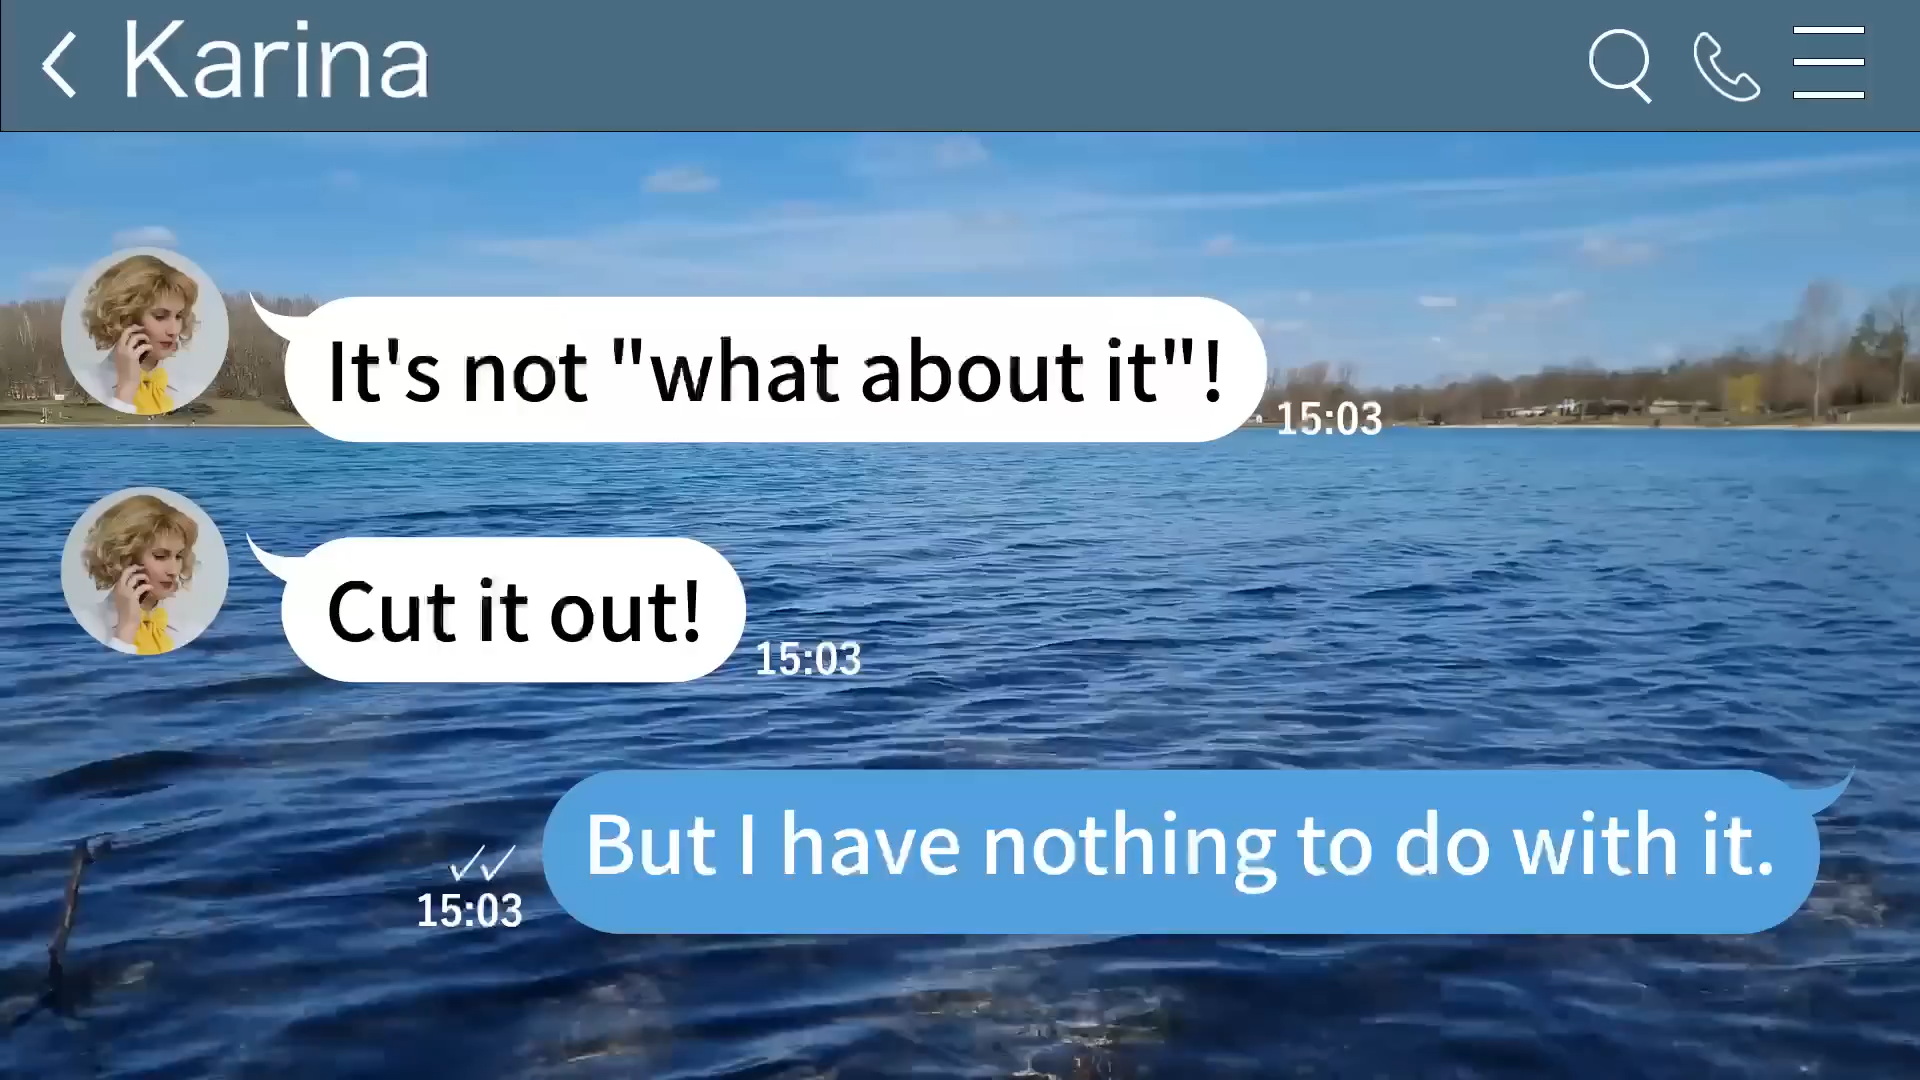 Karina
It's not "what about it"!
15:03
Cut it out!
15:03
But I have nothing to do with it.
15:03